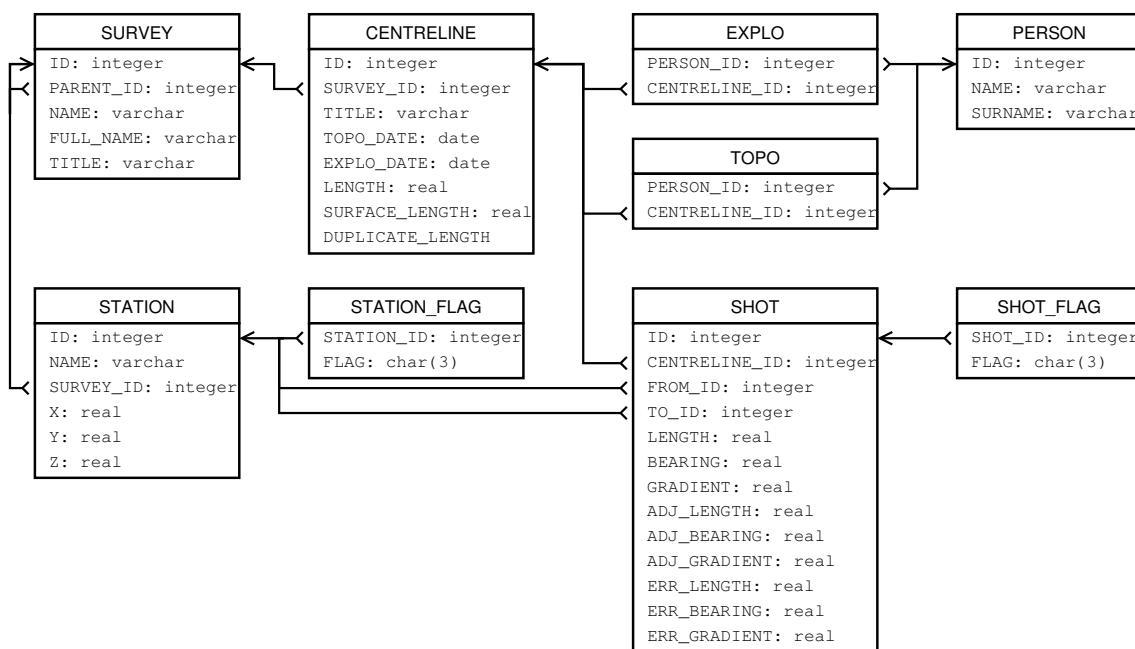 SURVEY
ID: integer
PARENT_ID: integer
NAME: varchar
FULL_NAME: varchar
TITLE: varchar
CENTRELINE
ID: integer
SURVEY_ID: integer
TITLE: varchar
TOPO_DATE: date
EXPLO_DATE: date
LENGTH: real
SURFACE_LENGTH: real
DUPLICATE_LENGTH
EXPLO
PERSON_ID: integer
CENTRELINE_ID: integer
PERSON
ID: integer
NAME: varchar
SURNAME: varchar
TOPO
PERSON_ID: integer
CENTRELINE_ID: integer
STATION
ID: integer
NAME: varchar
SURVEY_ID: integer
X: real
Y: real
Z: real
STATION_FLAG
STATION_ID: integer
FLAG: char(3)
SHOT
ID: integer
CENTRELINE_ID: integer
FROM_ID: integer
TO_ID: integer
LENGTH: real
BEARING: real
GRADIENT: real
ADJ_LENGTH: real
ADJ_BEARING: real
ADJ_GRADIENT: real
ERR_LENGTH: real
ERR_BEARING: real
ERR_GRADIENT: real
SHOT_FLAG
SHOT_ID: integer
FLAG: char(3)